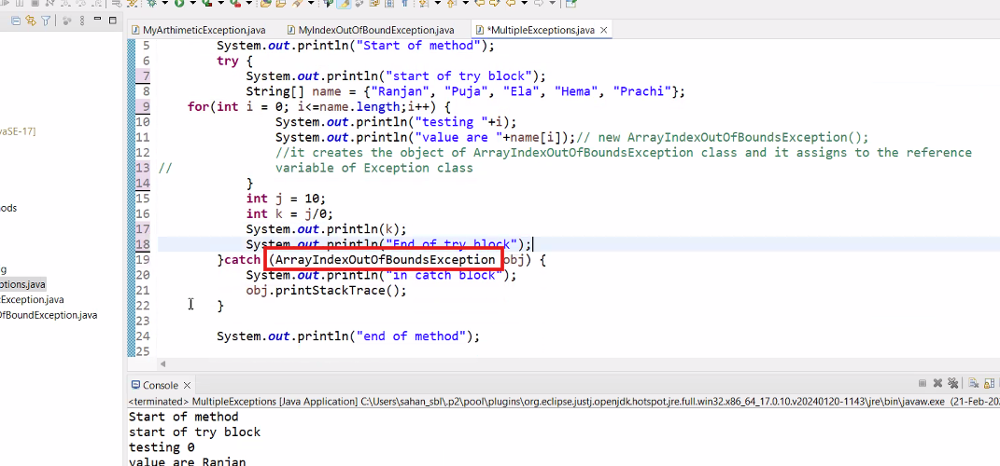 MyArthimeticException.java
MyIndexOutOfBoundException.java
*MultipleExceptions.java
5 System.out.println("Start of method");
6 try {
7 System.out.println("start of try block");
8 String[] name = {"Ranjan", "Puja", "Ela", "Hema", "Prachi"};
9 for(int i = 0; i<=name.length;i++) {
10 System.out.println("testing "+i);
11 System.out.println("value are "+name[i]);// new ArrayIndexOutOfBoundsException();
12 //it creates the object of ArrayIndexOutOfBoundsException class and it assigns to the reference
13 // variable of Exception class
14 }
15 int j = 10;
16 int k = j/0;
17 System.out.println(k);
18 System.out.println("End of try block");
19 }catch (ArrayIndexOutOfBoundsException obj) {
20 System.out.println("in catch block");
21 obj.printStackTrace();
22 }
23
24 System.out.println("end of method");
25
vaSE-17]
ods
g
ptions.java
Exception.java
OfBoundException.java
Console
<terminated> MultipleExceptions [Java Application] C:\Users\sahan_sbl\.p2\pool\plugins\org.eclipse.justj.openjdk.hotspot.jre.full.win32.x86_64_17.0.10.v20240120-1143\jre\bin\javaw.exe (21-Feb-20
Start of method
start of try block
testing 0
value are Ranjan